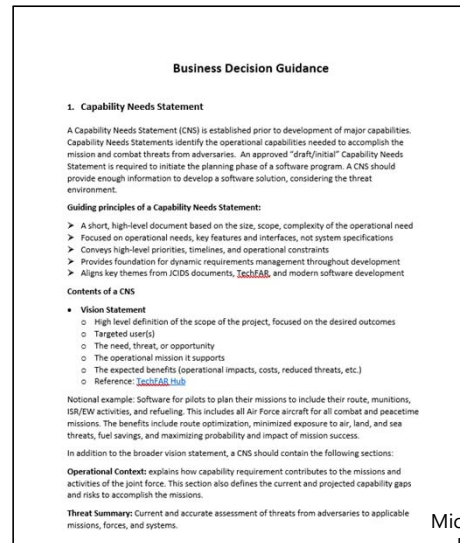 Business Decision Guidance
1. Capability Needs Statement
A Capability Needs Statement (CNS) is established prior to development of major capabilities.
Capability Needs Statements identify the operational capabilities needed to accomplish the
mission and combat threats from adversaries. An approved "draft/initial" Capability Needs
Statement is required to initiate the planning phase of a software program. A CNS should
provide enough information to develop a software solution, considering the threat
environment.
Guiding principles of a Capability Needs Statement:
➢ A short, high-level document based on the size, scope, complexity of the operational need
➢ Focused on operational needs, key features and interfaces, not system specifications
➢ Conveys high-level priorities, timelines, and operational constraints
➢ Provides foundation for dynamic requirements management throughout development
➢ Aligns key themes from JCIDS documents, TechFAR, and modern software development
Contents of a CNS
• Vision Statement
o High level definition of the scope of the project, focused on the desired outcomes
o Targeted user(s)
o The need, threat, or opportunity
o The operational mission it supports
o The expected benefits (operational impacts, costs, reduced threats, etc.)
o Reference: TechFAR Hub
Notional example: Software for pilots to plan their missions to include their route, munitions,
ISR/EW activities, and refueling. This includes all Air Force aircraft for all combat and peacetime
missions. The benefits include route optimization, minimized exposure to air, land, and sea
threats, fuel savings, and maximizing probability and impact of mission success.
In addition to the broader vision statement, a CNS should contain the following sections:
Operational Context: explains how capability requirement contributes to the missions and
activities of the joint force. This section also defines the current and projected capability gaps
and risks to accomplish the missions.
Threat Summary: Current and accurate assessment of threats from adversaries to applicable
missions, forces, and systems.